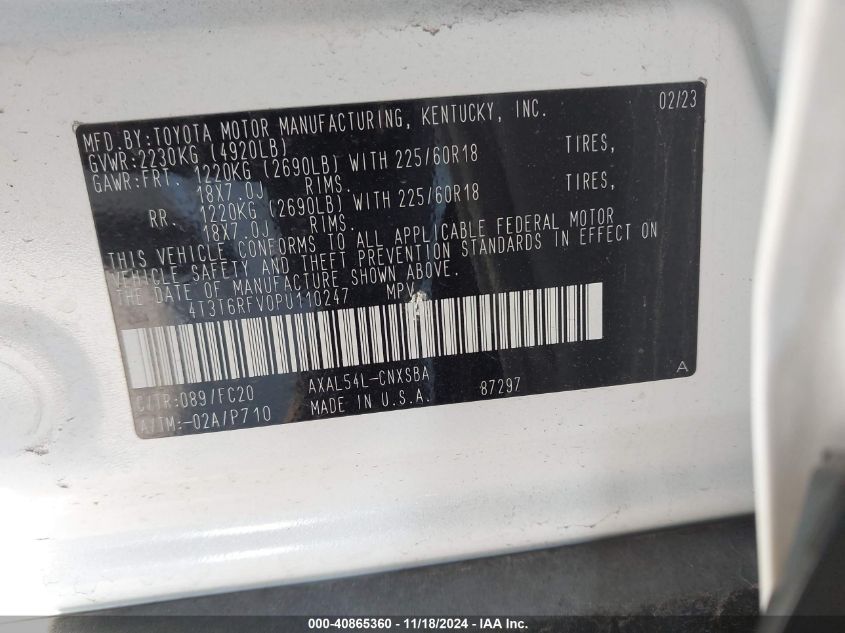 MFD.BY:TOYOTA MOTOR MANUFACTURING, KENTUCKY, INC. 02/23
GVWR:2230KG (4920LB)
GAWR:FRT. 1220KG (2690LB) WITH 225/60R18 TIRES,
18X7.0J RIMS.
RR. 1220KG (2690LB) WITH 225/60R18 TIRES,
18X7.0J RIMS.
THIS VEHICLE CONFORMS TO ALL APPLICABLE FEDERAL MOTOR
VEHICLE SAFETY AND THEFT PREVENTION STANDARDS IN EFFECT ON
THE DATE OF MANUFACTURE SHOWN ABOVE.
4T3T6RFV0PU110247 MPV
C/TR:089/FC20 AXAL54L-CNXSBA 87297 A
A/TM:-02A/P710 MADE IN U.S.A.
000-40865360 - 11/18/2024 - IAA Inc.